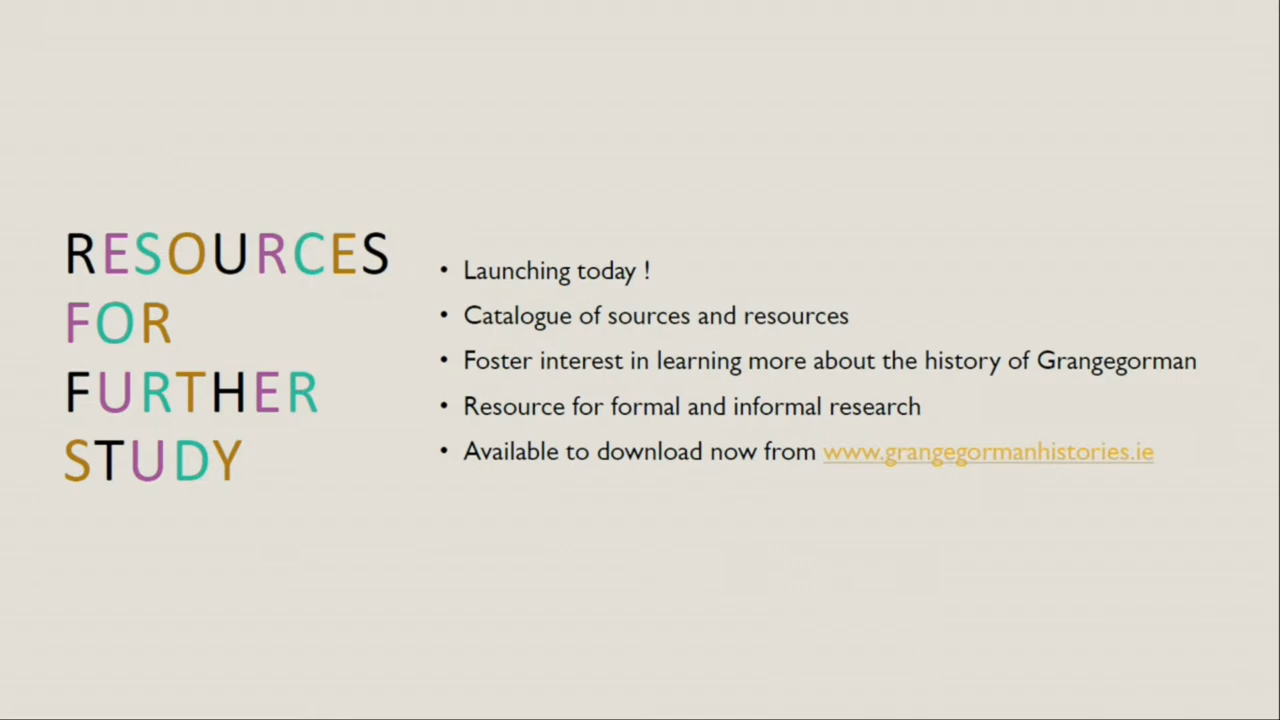 RESOURCES
FOR
FURTHER
STUDY
• Launching today !
• Catalogue of sources and resources
• Foster interest in learning more about the history of Grangegorman
• Resource for formal and informal research
• Available to download now from www.grangegormanhistories.ie